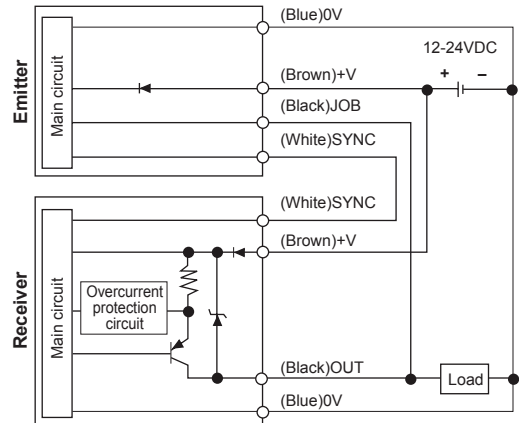 Emitter
Main circuit
(Blue)0V
(Brown)+V
(Black)JOB
(White)SYNC
12-24VDC
+ −
Receiver
Main circuit
Overcurrent
protection
circuit
(White)SYNC
(Brown)+V
(Black)OUT
(Blue)0V
Load